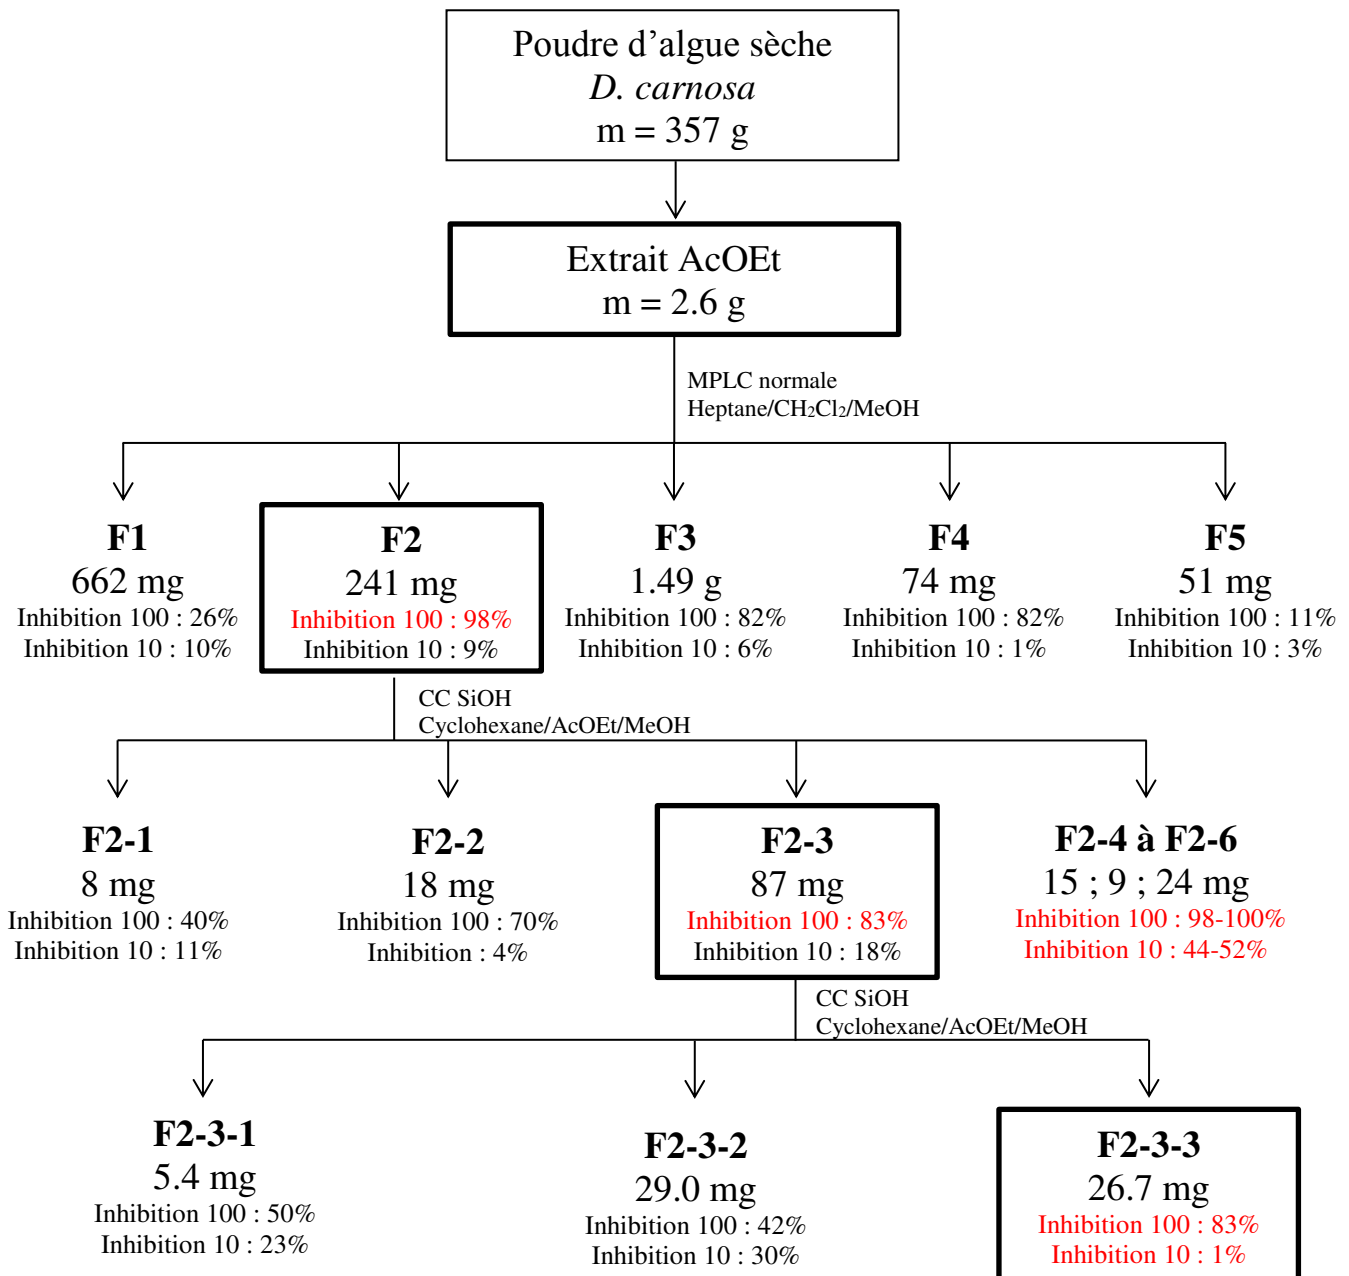 Poudre d'algue sèche
D. carnosa
m = 357 g
Extrait AcOEt
m = 2.6 g
MPLC normale
Heptane/CH₂Cl₂/MeOH
F1
662 mg
Inhibition 100 : 26%
Inhibition 10 : 10%
F2
241 mg
Inhibition 100 : 98%
Inhibition 10 : 9%
F3
1.49 g
Inhibition 100 : 82%
Inhibition 10 : 6%
F4
74 mg
Inhibition 100 : 82%
Inhibition 10 : 1%
F5
51 mg
Inhibition 100 : 11%
Inhibition 10 : 3%
CC SiOH
Cyclohexane/AcOEt/MeOH
F2-1
8 mg
Inhibition 100 : 40%
Inhibition 10 : 11%
F2-2
18 mg
Inhibition 100 : 70%
Inhibition : 4%
F2-3
87 mg
Inhibition 100 : 83%
Inhibition 10 : 18%
F2-4 à F2-6
15 ; 9 ; 24 mg
Inhibition 100 : 98-100%
Inhibition 10 : 44-52%
CC SiOH
Cyclohexane/AcOEt/MeOH
F2-3-1
5.4 mg
Inhibition 100 : 50%
Inhibition 10 : 23%
F2-3-2
29.0 mg
Inhibition 100 : 42%
Inhibition 10 : 30%
F2-3-3
26.7 mg
Inhibition 100 : 83%
Inhibition 10 : 1%